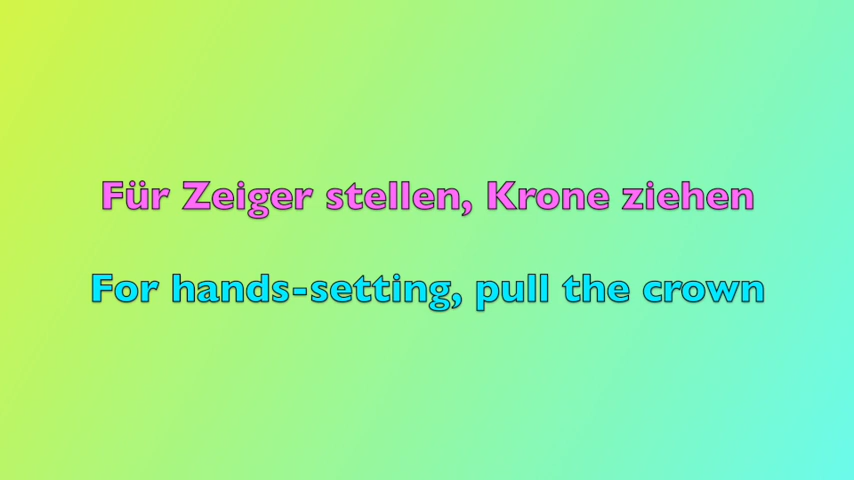 Für Zeiger stellen, Krone ziehen
For hands-setting, pull the crown